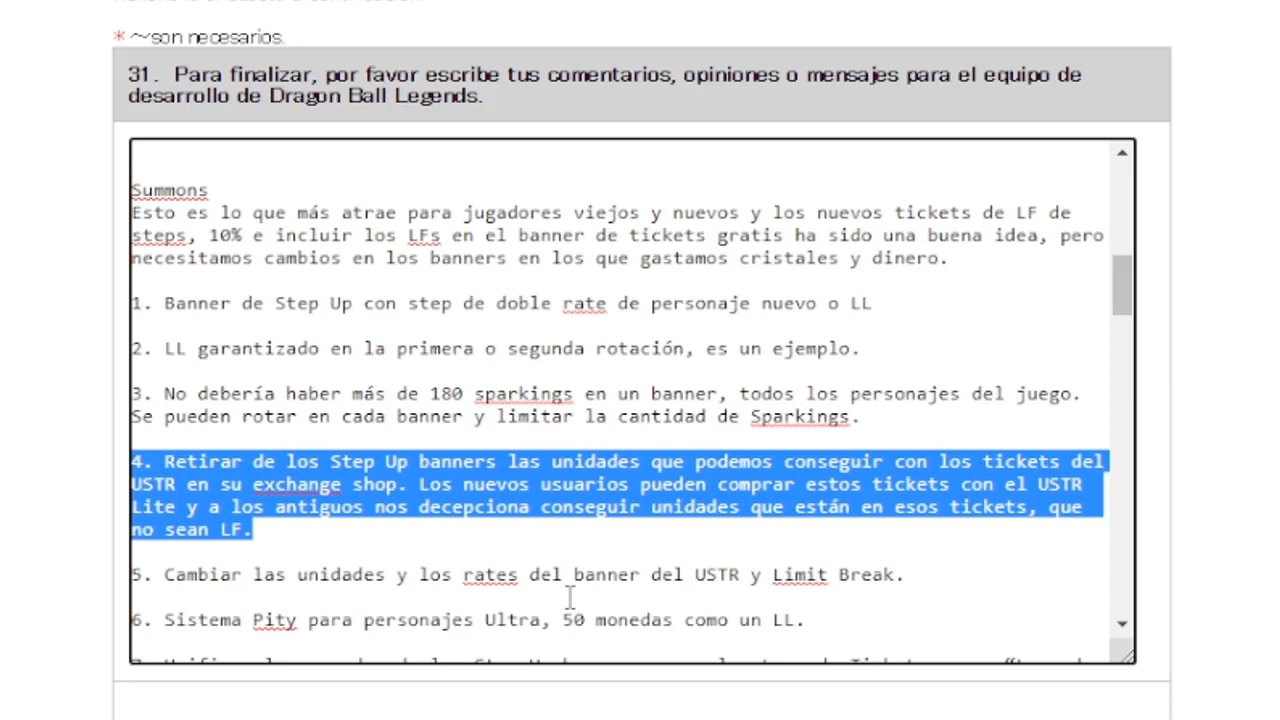 * ～son necesarios.
31. Para finalizar, por favor escribe tus comentarios, opiniones o mensajes para el equipo de
desarrollo de Dragon Ball Legends.
Summons
Esto es lo que más atrae para jugadores viejos y nuevos y los nuevos tickets de LF de
steps, 10% e incluir los LFs en el banner de tickets gratis ha sido una buena idea, pero
necesitamos cambios en los banners en los que gastamos cristales y dinero.
1. Banner de Step Up con step de doble rate de personaje nuevo o LL
2. LL garantizado en la primera o segunda rotación, es un ejemplo.
3. No debería haber más de 180 sparkings en un banner, todos los personajes del juego.
Se pueden rotar en cada banner y limitar la cantidad de Sparkings.
4. Retirar de los Step Up banners las unidades que podemos conseguir con los tickets del
USTR en su exchange shop. Los nuevos usuarios pueden comprar estos tickets con el USTR
Lite y a los antiguos nos decepciona conseguir unidades que están en esos tickets, que
no sean LF.
5. Cambiar las unidades y los rates del banner del USTR y Limit Break.
6. Sistema Pity para personajes Ultra, 50 monedas como un LL.